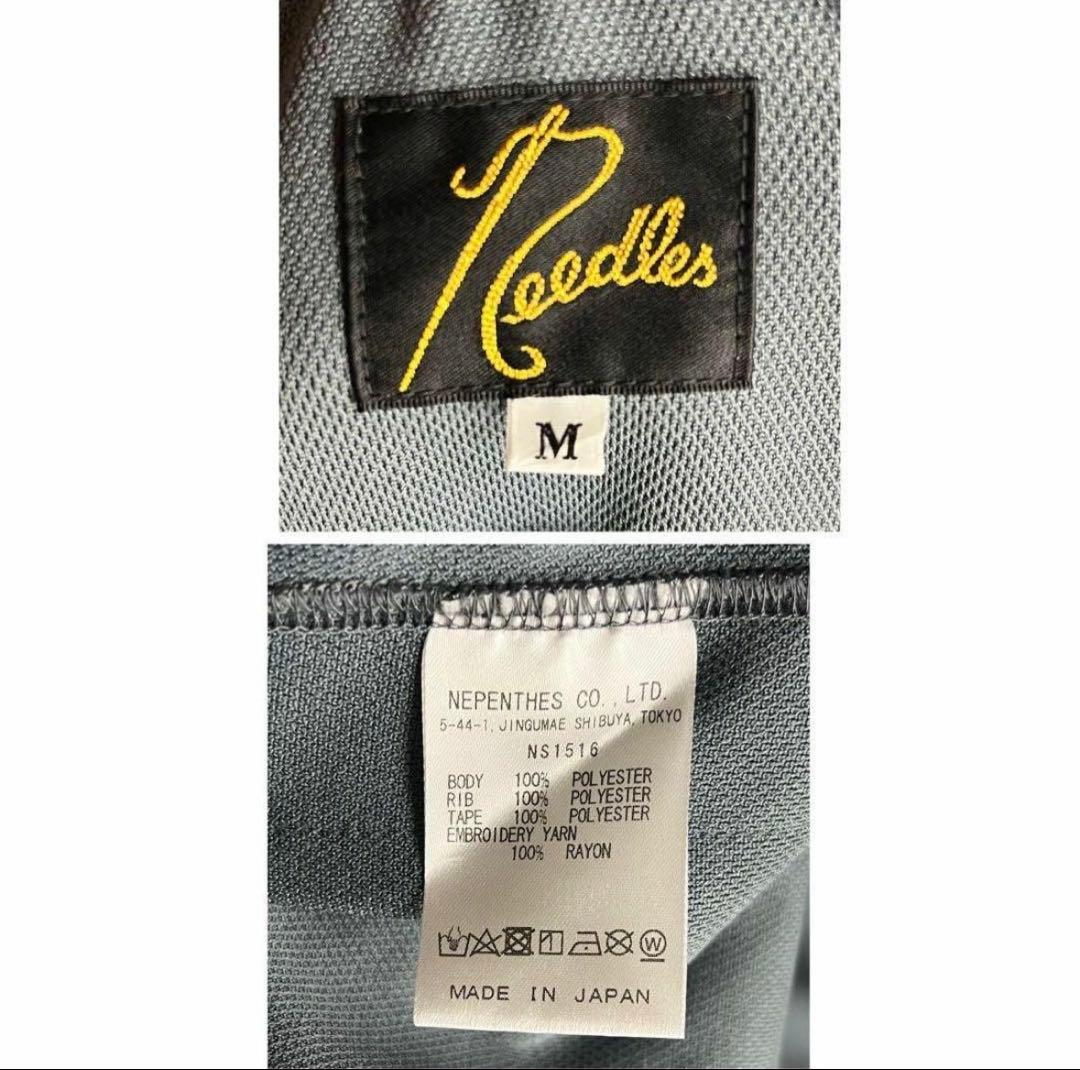 Needles
M
NEPENTHES CO., LTD.
5-44-1, JINGUMAE SHIBUYA, TOKYO
NS1516
BODY 100% POLYESTER
RIB 100% POLYESTER
TAPE 100% POLYESTER
EMBROIDERY YARN
100% RAYON
W
MADE IN JAPAN